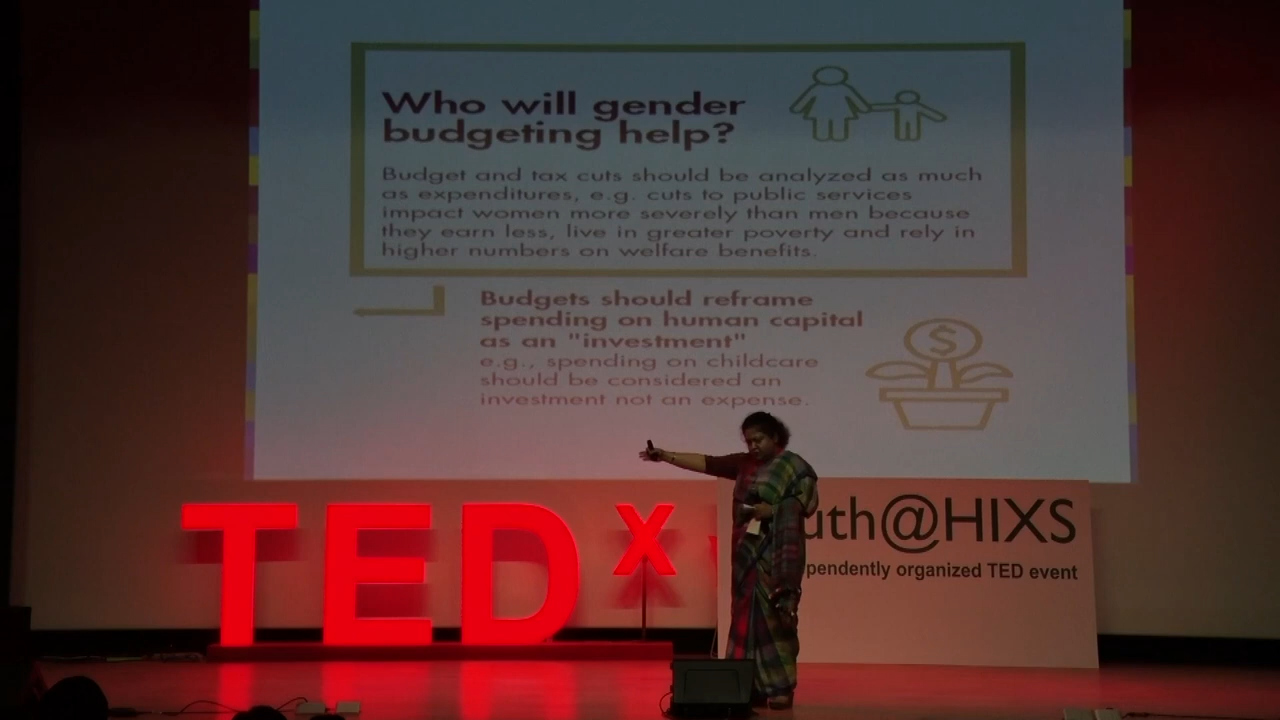 Who will gender
budgeting help?
Budget and tax cuts should be analyzed as much
as expenditures, e.g. cuts to public services
impact women more severely than men because
they earn less, live in greater poverty and rely in
higher numbers on welfare benefits.
Budgets should reframe
spending on human capital
as an "investment"
e.g., spending on childcare
should be considered an
investment not an expense.
$
TEDx
uth@HIXS
pendently organized TED event